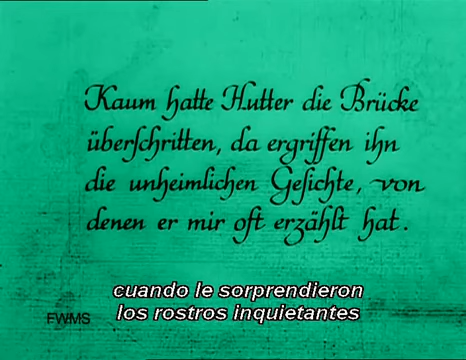 Kaum hatte Hutter die Brücke
überschritten, da ergriffen ihn
die unheimlichen Gesichte, von
denen er mir oft erzählt hat.
cuando le sorprendieron
los rostros inquietantes
FWMS